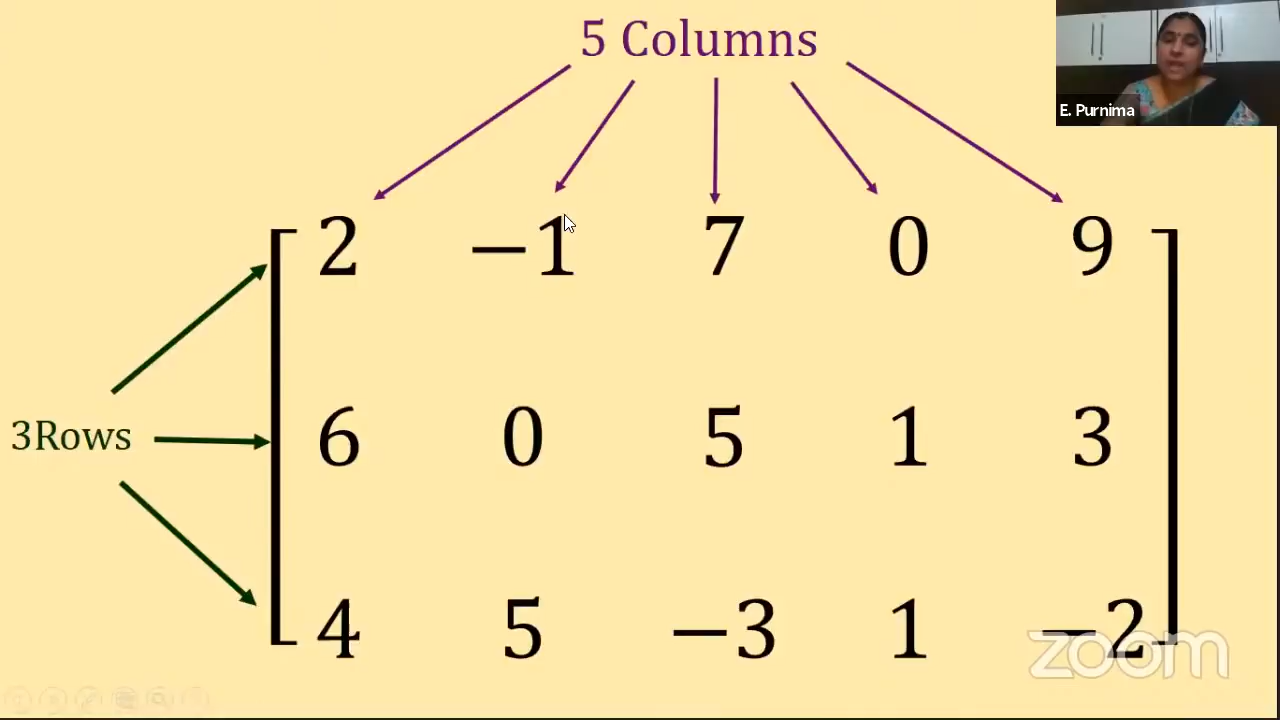 5 Columns
E. Purnima
2 −1 7 0 9
3Rows
6 0 5 1 3
4 5 −3 1 −2
zoom